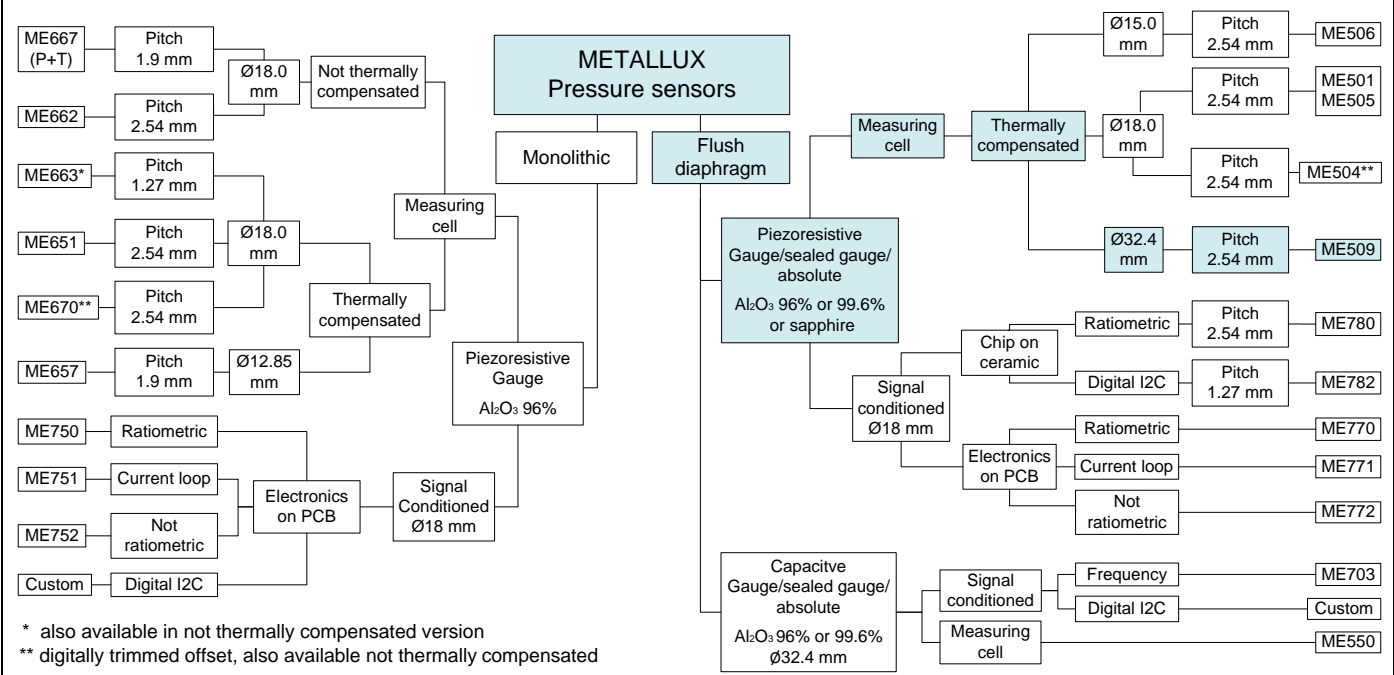 METALLUX
Pressure sensors
Monolithic
Flush
diaphragm
ME667
(P+T)
Pitch
1.9 mm
Ø18.0
mm
Not thermally
compensated
ME662
Pitch
2.54 mm
ME663*
Pitch
1.27 mm
ME651
Pitch
2.54 mm
Ø18.0
mm
Measuring
cell
ME670**
Pitch
2.54 mm
Thermally
compensated
ME657
Pitch
1.9 mm
Ø12.85
mm
Piezoresistive
Gauge
Al₂O₃ 96%
ME750
Ratiometric
ME751
Current loop
Electronics
on PCB
Signal
Conditioned
Ø18 mm
ME752
Not
ratiometric
Custom
Digital I2C
* also available in not thermally compensated version
** digitally trimmed offset, also available not thermally compensated
Ø15.0
mm
Pitch
2.54 mm
ME506
Measuring
cell
Thermally
compensated
Ø18.0
mm
Pitch
2.54 mm
ME501
ME505
Pitch
2.54 mm
ME504**
Ø32.4
mm
Pitch
2.54 mm
ME509
Piezoresistive
Gauge/sealed gauge/
absolute
Al₂O₃ 96% or 99.6%
or sapphire
Signal
conditioned
Ø18 mm
Chip on
ceramic
Ratiometric
Pitch
2.54 mm
ME780
Digital I2C
Pitch
1.27 mm
ME782
Electronics
on PCB
Ratiometric
ME770
Current loop
ME771
Not
ratiometric
ME772
Capacitve
Gauge/sealed gauge/
absolute
Al₂O₃ 96% or 99.6%
Ø32.4 mm
Signal
conditioned
Frequency
ME703
Digital I2C
Custom
Measuring
cell
ME550